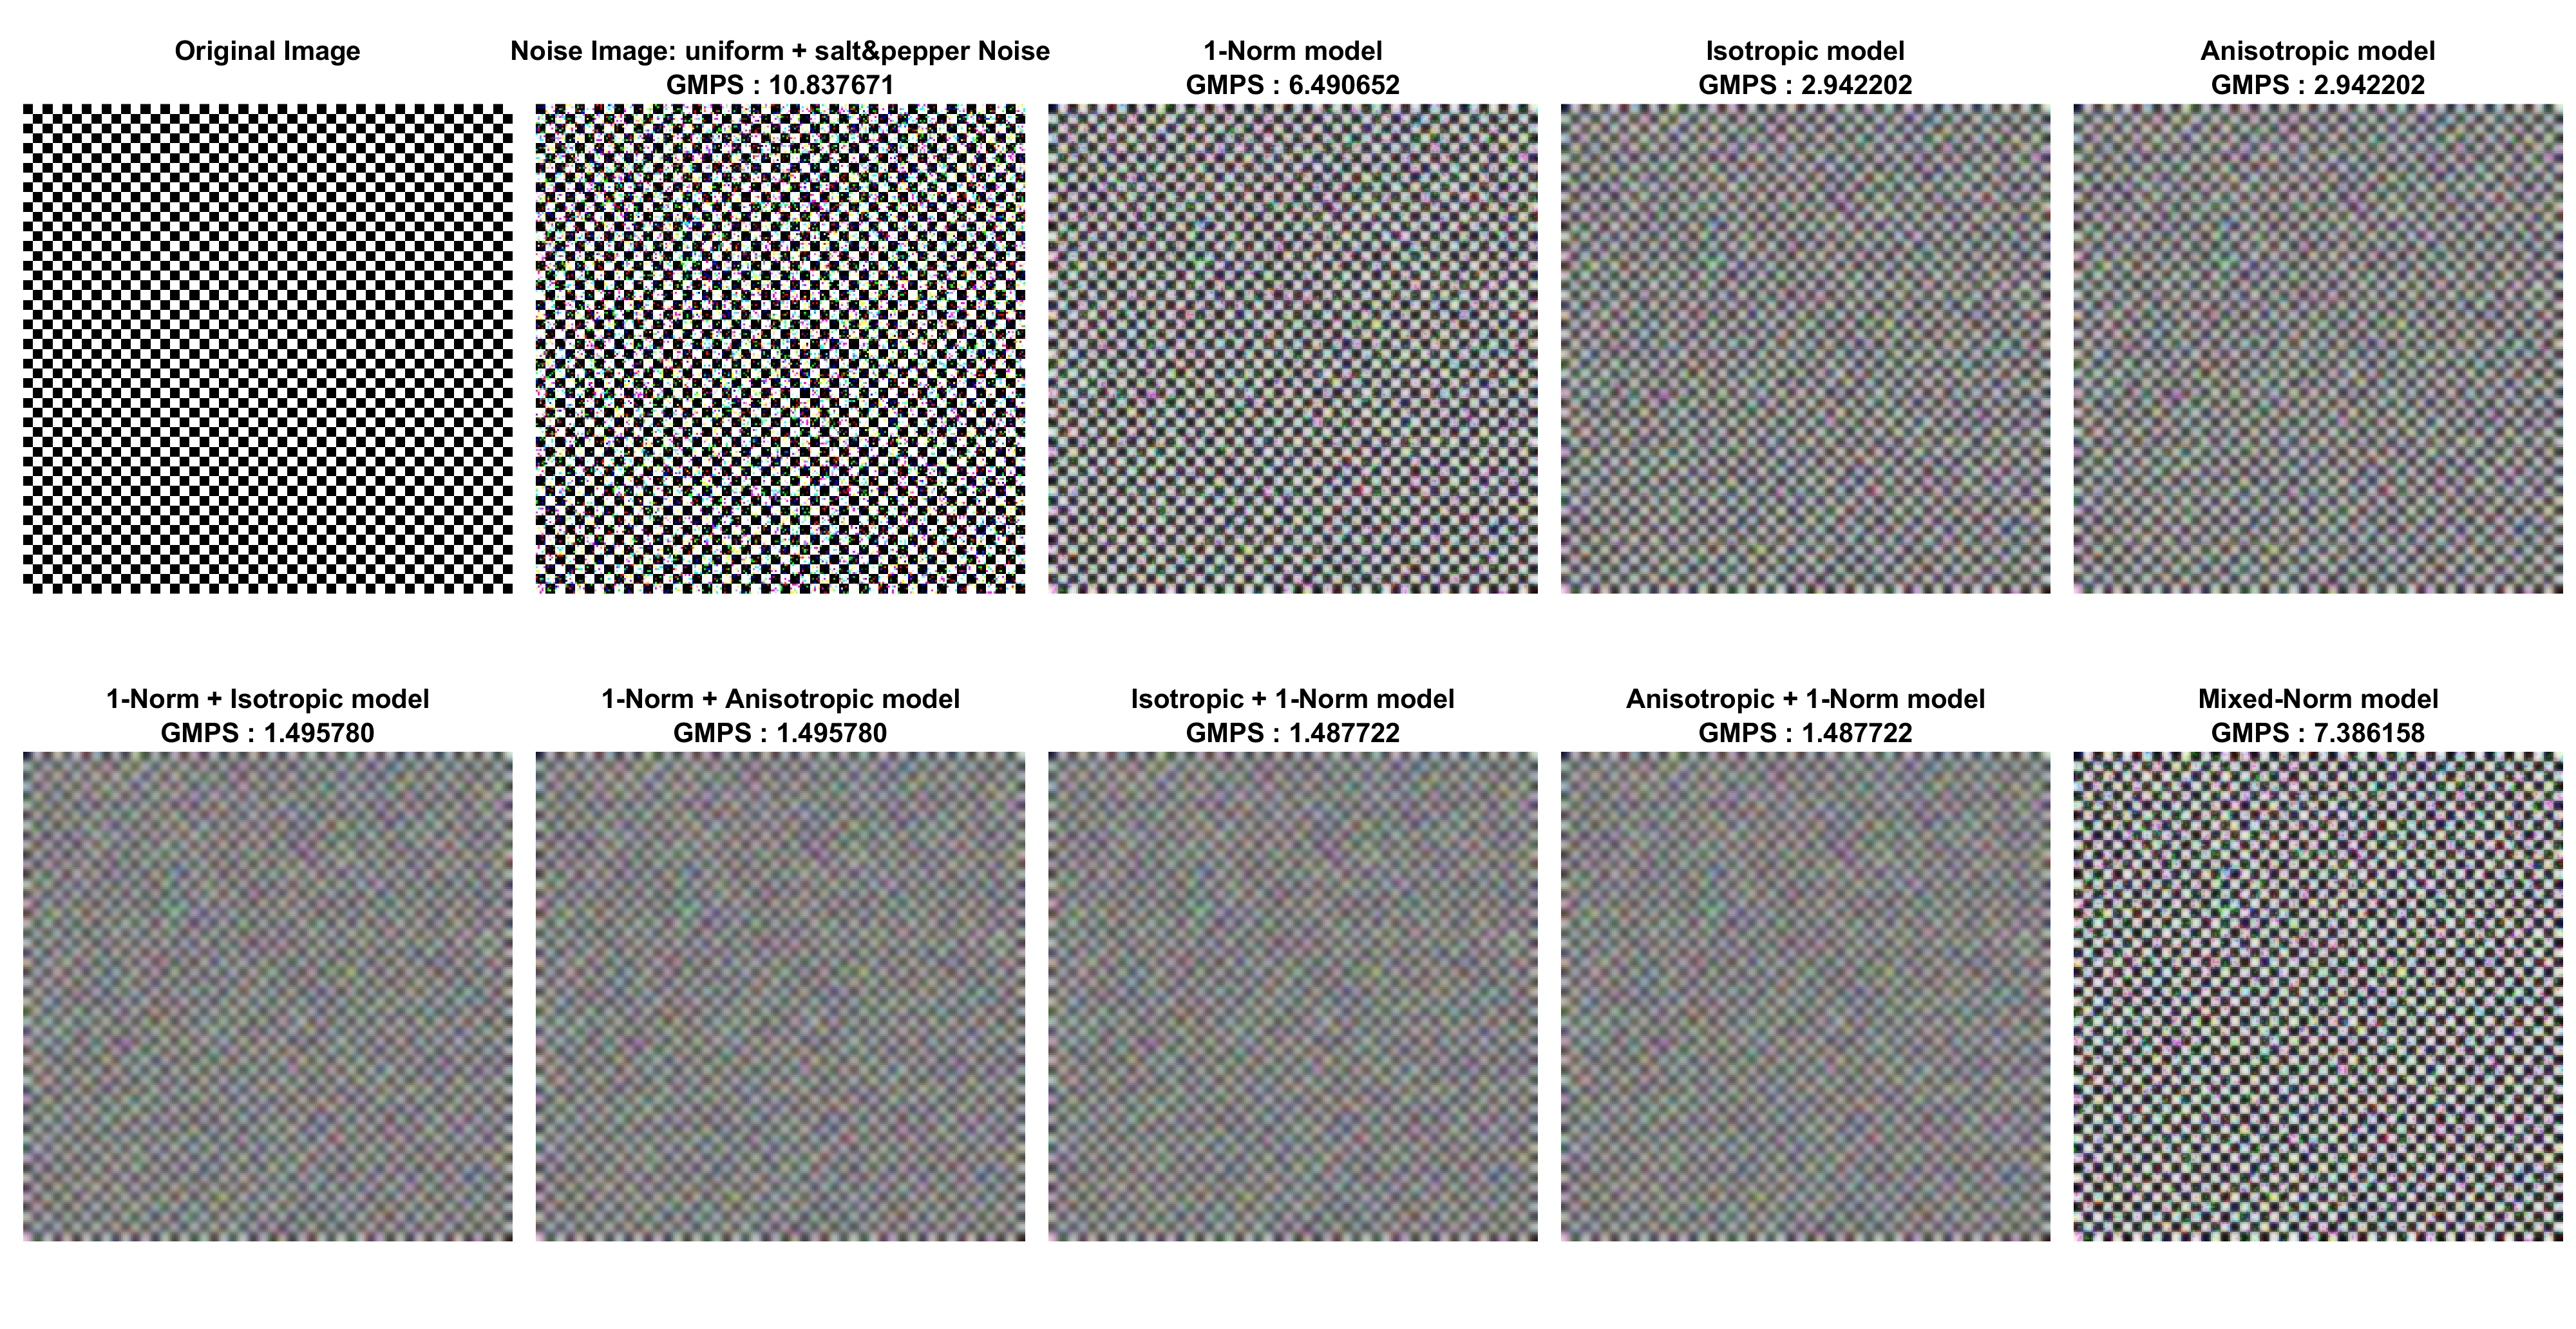 Original Image
Noise Image: uniform + salt&pepper Noise
GMPS : 10.837671
1-Norm model
GMPS : 6.490652
Isotropic model
GMPS : 2.942202
Anisotropic model
GMPS : 2.942202
1-Norm + Isotropic model
GMPS : 1.495780
1-Norm + Anisotropic model
GMPS : 1.495780
Isotropic + 1-Norm model
GMPS : 1.487722
Anisotropic + 1-Norm model
GMPS : 1.487722
Mixed-Norm model
GMPS : 7.386158